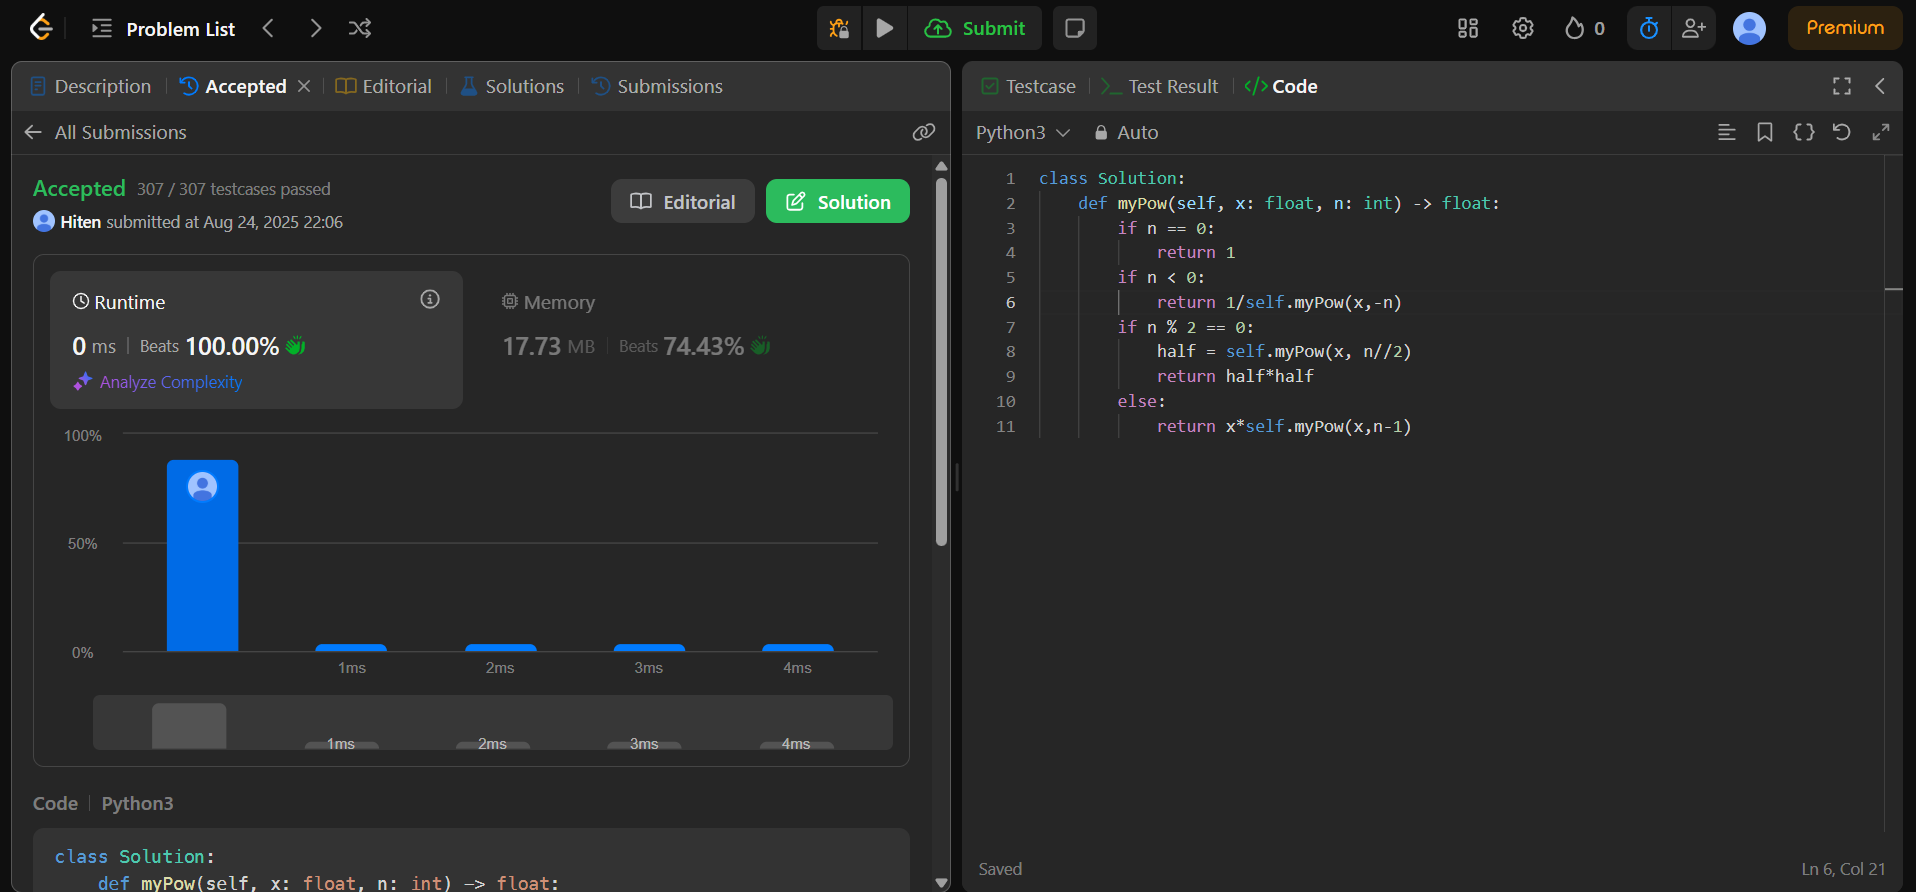 Problem List
Submit
0
Premium
Description
Accepted
Editorial
Solutions
Submissions
All Submissions
Accepted 307 / 307 testcases passed
Hiten submitted at Aug 24, 2025 22:06
Editorial
Solution
Runtime
0 ms | Beats 100.00%
Analyze Complexity
Memory
17.73 MB | Beats 74.43%
100%
50%
0%
1ms 2ms 3ms 4ms
1ms 2ms 3ms 4ms
Code | Python3
class Solution:
    def myPow(self, x: float, n: int) -> float:
Testcase
Test Result
</> Code
Python3
Auto
1 class Solution:
2     def myPow(self, x: float, n: int) -> float:
3         if n == 0:
4             return 1
5         if n < 0:
6             return 1/self.myPow(x,-n)
7         if n % 2 == 0:
8             half = self.myPow(x, n//2)
9             return half*half
10         else:
11             return x*self.myPow(x,n-1)
Saved
Ln 6, Col 21